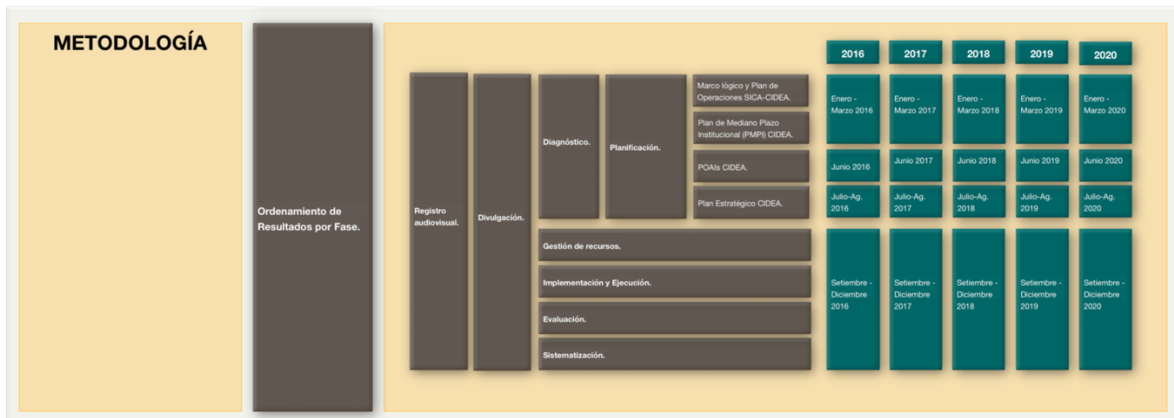 METODOLOGÍA
Ordenamiento de
Resultados por Fase.
Registro
audiovisual.
Divulgación.
Diagnóstico.
Planificación.
Marco lógico y Plan de
Operaciones SICA-CIDEA.
Plan de Mediano Plazo
Institucional (PMPI) CIDEA.
POAIs CIDEA.
Plan Estratégico CIDEA.
Gestión de recursos.
Implementación y Ejecución.
Evaluación.
Sistematización.
2016
2017
2018
2019
2020
Enero -
Marzo 2016
Enero -
Marzo 2017
Enero -
Marzo 2018
Enero -
Marzo 2019
Enero -
Marzo 2020
Junio 2016
Junio 2017
Junio 2018
Junio 2019
Junio 2020
Julio-Ag.
2016
Julio-Ag.
2017
Julio-Ag.
2018
Julio-Ag.
2019
Julio-Ag.
2020
Setiembre -
Diciembre
2016
Setiembre -
Diciembre
2017
Setiembre -
Diciembre
2018
Setiembre -
Diciembre
2019
Setiembre -
Diciembre
2020